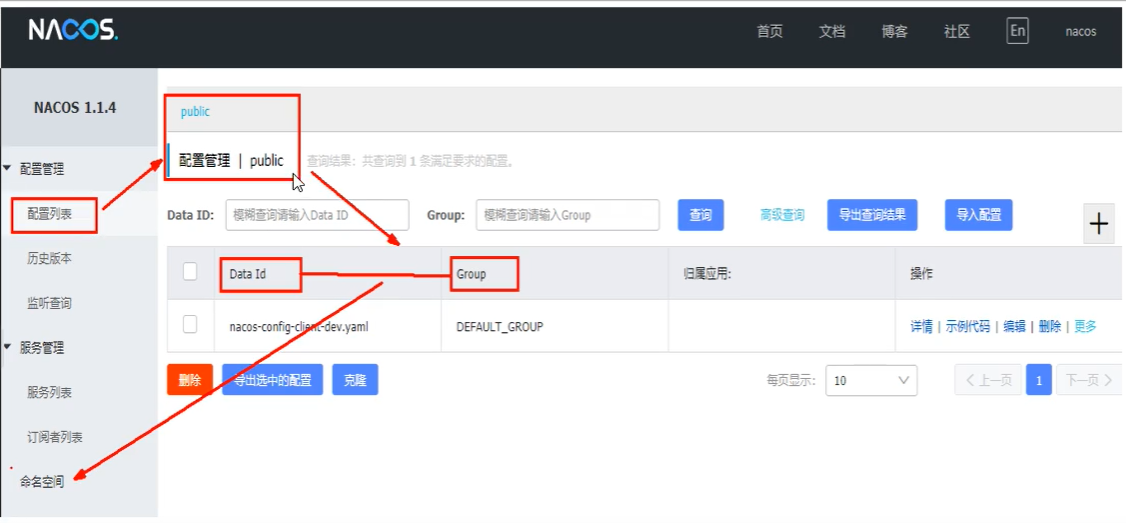 NACOS.
首页 文档 博客 社区 En nacos
NACOS 1.1.4
public
配置管理
配置管理 | public 查询结果：共查询到 1 条满足要求的配置。
配置列表
Data ID: 模糊查询请输入Data ID Group: 模糊查询请输入Group 查询 高级查询 导出查询结果 导入配置
历史版本
Data Id Group 归属应用: 操作
监听查询
nacos-config-client-dev.yaml DEFAULT_GROUP 详情 | 示例代码 | 编辑 | 删除 | 更多
服务管理
删除 导出选中的配置 克隆 每页显示: 10 < 上一页 1 下一页 >
服务列表
订阅者列表
命名空间